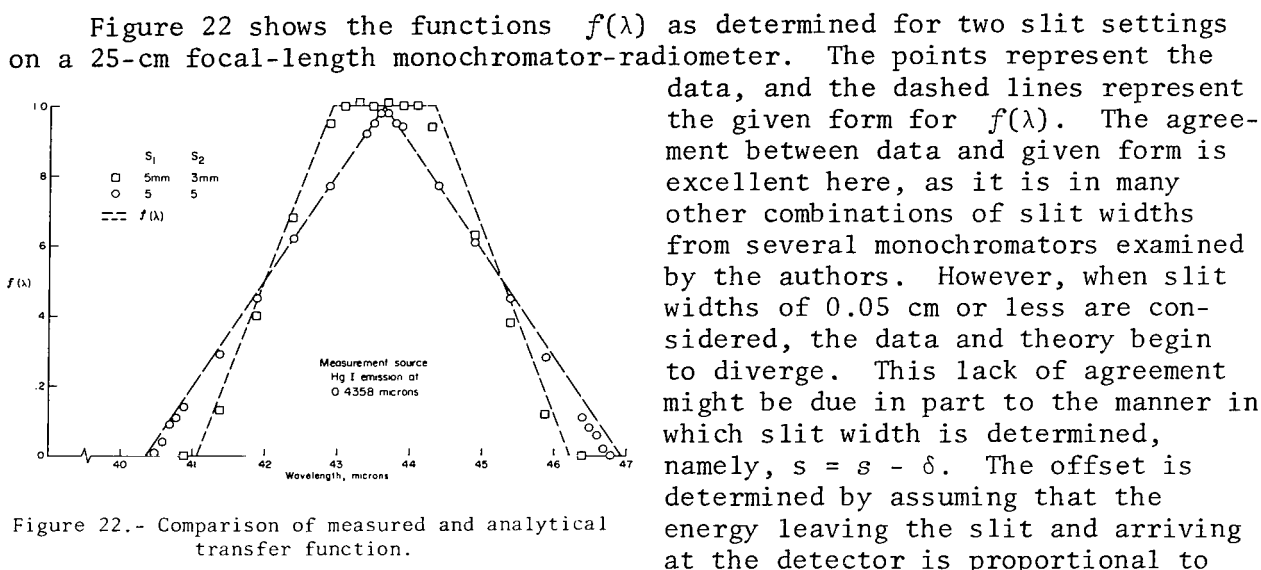 Figure 22 shows the functions f(λ) as determined for two slit settings
on a 25-cm focal-length monochromator-radiometer. The points represent the
data, and the dashed lines represent
the given form for f(λ). The agree-
ment between data and given form is
excellent here, as it is in many
other combinations of slit widths
from several monochromators examined
by the authors. However, when slit
widths of 0.05 cm or less are con-
sidered, the data and theory begin
to diverge. This lack of agreement
might be due in part to the manner in
which slit width is determined,
namely, s = s - δ. The offset is
determined by assuming that the
energy leaving the slit and arriving
at the detector is proportional to
1 0
8
6
4
.2
0
f(λ)
S1 S2
□ 5mm 3mm
○ 5 5
f(λ)
Measurement source
Hg I emission at
0 4358 microns
40 41 42 43 44 45 46 47
Wavelength, microns
Figure 22.- Comparison of measured and analytical
transfer function.